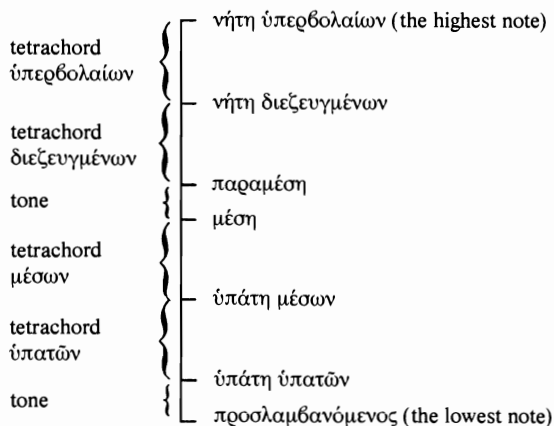 νήτη ὑπερβολαίων (the highest note)
tetrachord
ὑπερβολαίων
νήτη διεζευγμένων
tetrachord
διεζευγμένων
παραμέση
tone
μέση
tetrachord
μέσων
ὑπάτη μέσων
tetrachord
ὑπατῶν
ὑπάτη ὑπατῶν
tone
προσλαμβανόμενος (the lowest note)